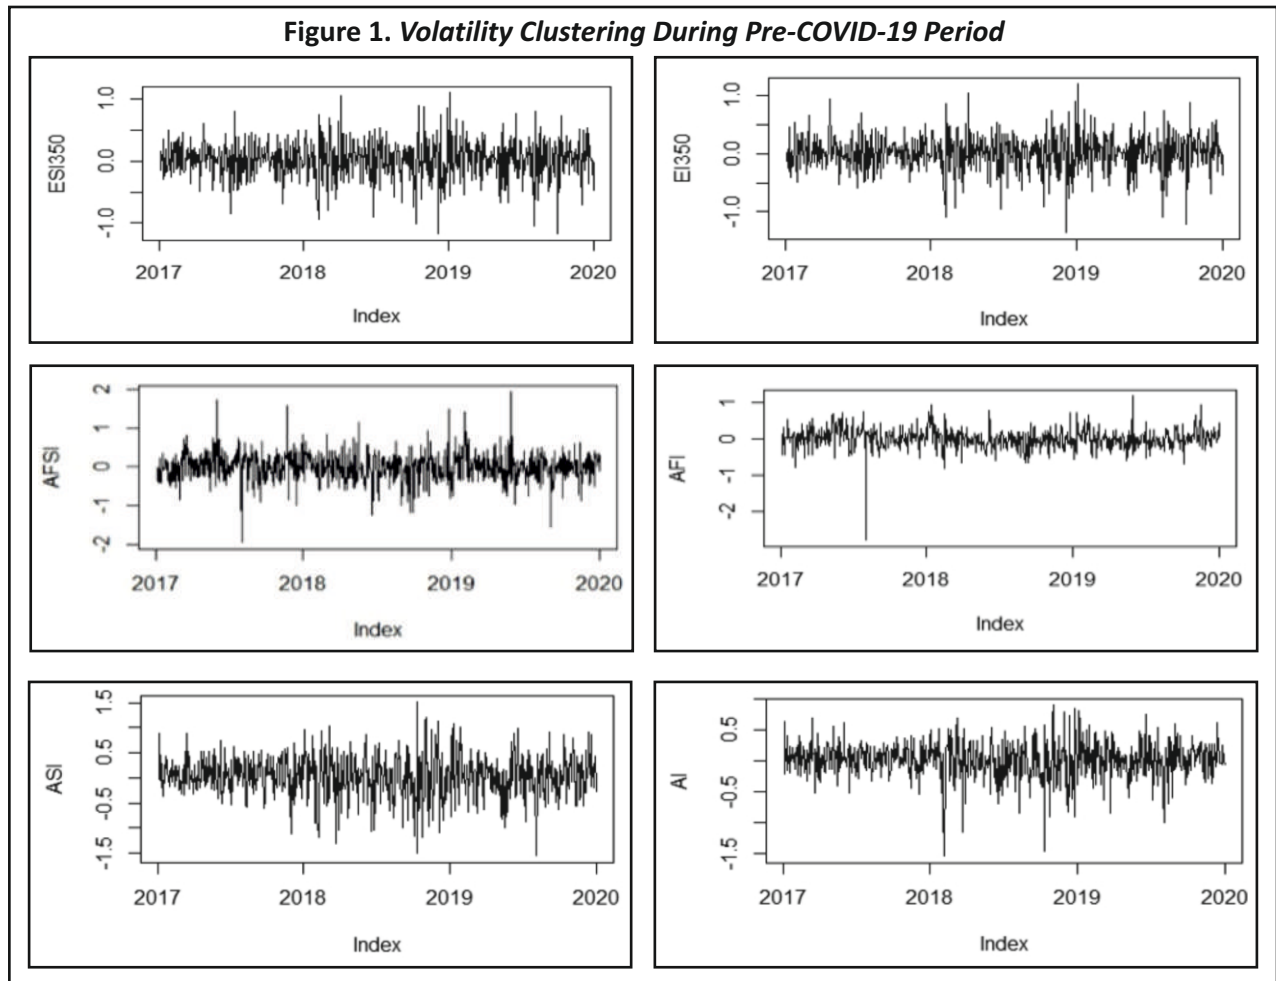 Figure 1. Volatility Clustering During Pre-COVID-19 Period
ESI350
1.0
0.0
-1.0
2017 2018 2019 2020
Index
EI350
1.0
0.0
-1.0
2017 2018 2019 2020
Index
AFSI
2
1
0
-1
-2
2017 2018 2019 2020
Index
AFI
1
0
-1
-2
2017 2018 2019 2020
Index
ASI
1.5
0.5
-0.5
-1.5
2017 2018 2019 2020
Index
AI
0.5
-0.5
-1.5
2017 2018 2019 2020
Index